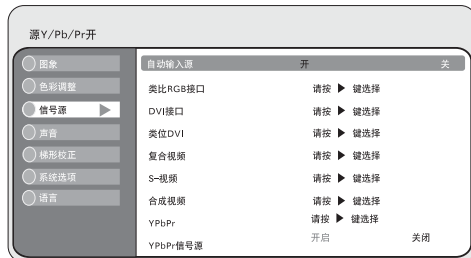 源Y/Pb/Pr开
图象
色彩调整
信号源
声音
梯形校正
系统选项
语言
自动输入源 开 关
类比RGB接口 请按 ▶ 键选择
DVI接口 请按 ▶ 键选择
类位DVI 请按 ▶ 键选择
复合视频 请按 ▶ 键选择
S-视频 请按 ▶ 键选择
合成视频 请按 ▶ 键选择
YPbPr 请按 ▶ 键选择
YPbPr信号源 开启 关闭